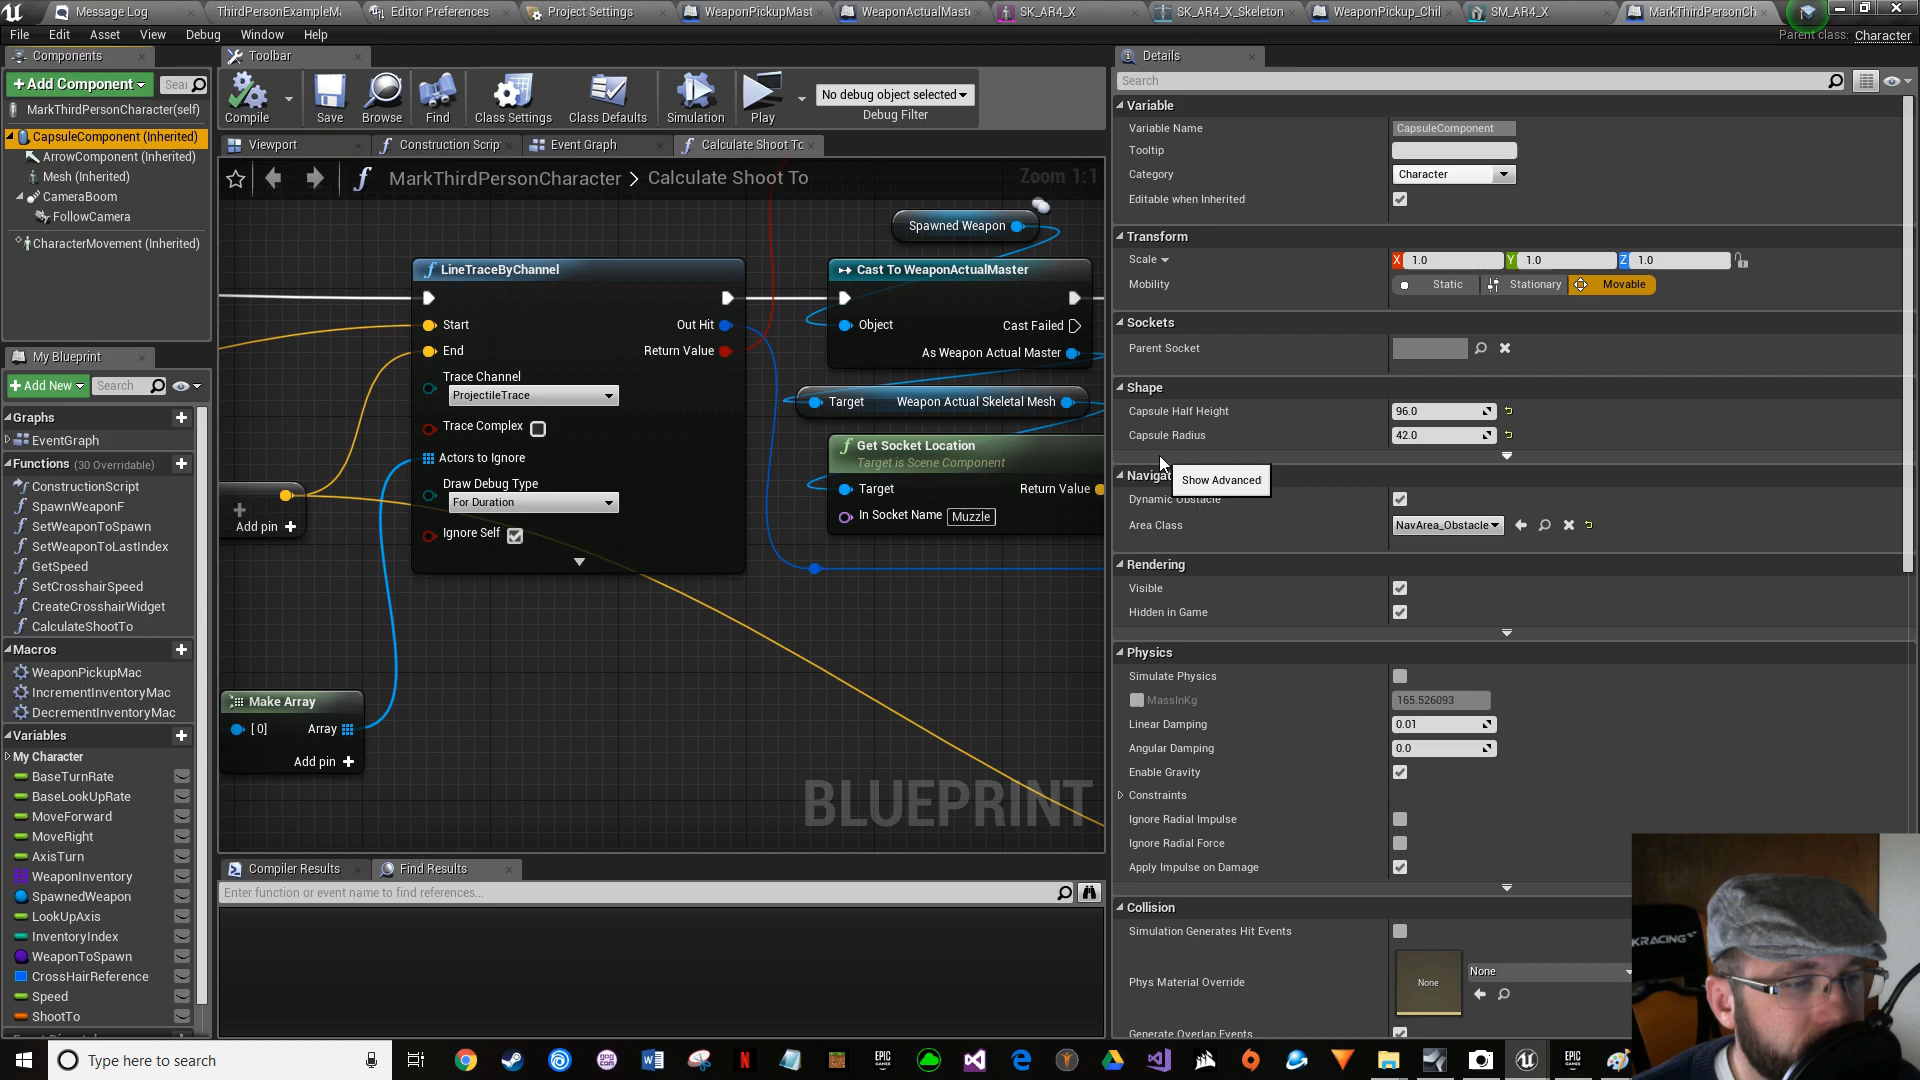 Message Log
ThirdPersonExampleMa
Editor Preferences
Project Settings
WeaponPickupMast
WeaponActualMaste
SK_AR4_X
SK_AR4_X_Skeleton
WeaponPickup_Chil
SM_AR4_X
MarkThirdPersonCh
File Edit Asset View Debug Window Help
Parent class: Character
Components
Toolbar
Details
+Add Component
Sear
MarkThirdPersonCharacter(self)
CapsuleComponent (Inherited)
ArrowComponent (Inherited)
Mesh (Inherited)
CameraBoom
FollowCamera
CharacterMovement (Inherited)
Compile
Save
Browse
Find
Class Settings
Class Defaults
Simulation
Play
No debug object selected
Debug Filter
Viewport
Construction Scrip
Event Graph
Calculate Shoot To
MarkThirdPersonCharacter > Calculate Shoot To
Zoom 1:1
Spawned Weapon
LineTraceByChannel
Start
Out Hit
End
Return Value
Trace Channel
ProjectileTrace
Trace Complex
Actors to Ignore
Draw Debug Type
For Duration
Ignore Self
Cast To WeaponActualMaster
Object
Cast Failed
As Weapon Actual Master
Target Weapon Actual Skeletal Mesh
Get Socket Location
Target is Scene Component
Target
Return Value
In Socket Name Muzzle
Add pin +
Make Array
[ 0]
Array
Add pin +
BLUEPRINT
My Blueprint
+Add New
Search
Graphs
EventGraph
Functions (30 Overridable)
ConstructionScript
SpawnWeaponF
SetWeaponToSpawn
SetWeaponToLastIndex
GetSpeed
SetCrosshairSpeed
CreateCrosshairWidget
CalculateShootTo
Macros
WeaponPickupMac
IncrementInventoryMac
DecrementInventoryMac
Variables
My Character
BaseTurnRate
BaseLookUpRate
MoveForward
MoveRight
AxisTurn
WeaponInventory
SpawnedWeapon
LookUpAxis
InventoryIndex
WeaponToSpawn
CrossHairReference
Speed
ShootTo
Compiler Results
Find Results
Enter function or event name to find references...
Search
Variable
Variable Name CapsuleComponent
Tooltip
Category Character
Editable when Inherited
Transform
Scale X 1.0 Y 1.0 Z 1.0
Mobility Static Stationary Movable
Sockets
Parent Socket
Shape
Capsule Half Height 96.0
Capsule Radius 42.0
Show Advanced
Navigat
Dynamic Obstacle
Area Class NavArea_Obstacle
Rendering
Visible
Hidden in Game
Physics
Simulate Physics
MassInKg 165.526093
Linear Damping 0.01
Angular Damping 0.0
Enable Gravity
Constraints
Ignore Radial Impulse
Ignore Radial Force
Apply Impulse on Damage
Collision
Simulation Generates Hit Events
Phys Material Override None None
Generate Overlap Events
KRACING
Type here to search